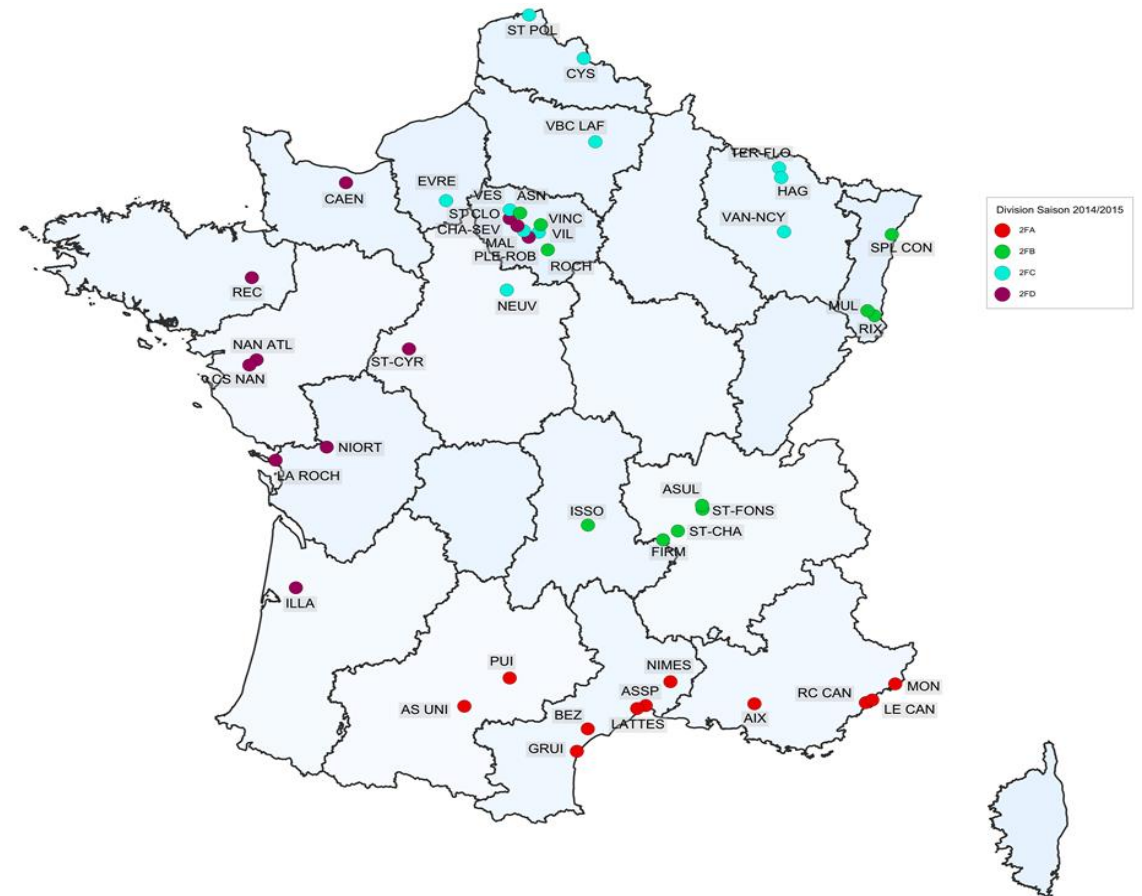 ST POL
CYS
VBC LAF
TER-FLO
HAG
EVRE
VES
ASN
CAEN
ST CLO
VINC
CHA-SEV
VIL
VAN-NCY
MAL
SPL CON
PLE-ROB
ROCH
REC
NEUV
MUL
RIX
NAN ATL
ST-CYR
CS NAN
NIORT
LA ROCH
ASUL
ISSO
ST-FONS
ST-CHA
FIRM
ILLA
PUI
NIMES
MON
AS UNI
ASSP
RC CAN
LE CAN
BEZ
LATTES
AIX
GRUI
Division Saison 2014/2015
2FA
2FB
2FC
2FD